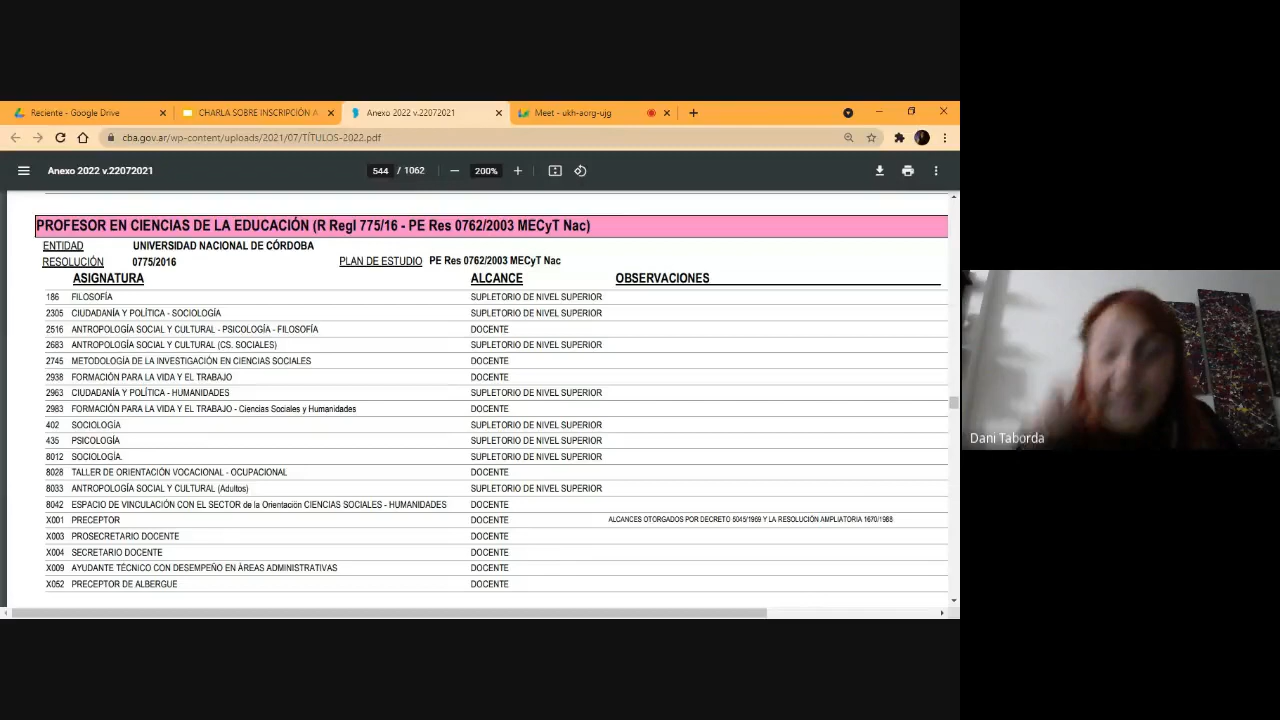 Reciente - Google Drive
CHARLA SOBRE INSCRIPCIÓN A
Anexo 2022 v.22072021
Meet - ukh-aorg-ujg
cba.gov.ar/wp-content/uploads/2021/07/TÍTULOS-2022.pdf
Anexo 2022 v.22072021
544 / 1062
200%
PROFESOR EN CIENCIAS DE LA EDUCACIÓN (R Regl 775/16 - PE Res 0762/2003 MECyT Nac)
ENTIDAD UNIVERSIDAD NACIONAL DE CÓRDOBA
RESOLUCIÓN 0775/2016 PLAN DE ESTUDIO PE Res 0762/2003 MECyT Nac
ASIGNATURA ALCANCE OBSERVACIONES
186 FILOSOFÍA SUPLETORIO DE NIVEL SUPERIOR
2305 CIUDADANÍA Y POLÍTICA - SOCIOLOGÍA SUPLETORIO DE NIVEL SUPERIOR
2516 ANTROPOLOGÍA SOCIAL Y CULTURAL - PSICOLOGÍA - FILOSOFÍA DOCENTE
2683 ANTROPOLOGÍA SOCIAL Y CULTURAL (CS. SOCIALES) SUPLETORIO DE NIVEL SUPERIOR
2745 METODOLOGÍA DE LA INVESTIGACIÓN EN CIENCIAS SOCIALES DOCENTE
2938 FORMACIÓN PARA LA VIDA Y EL TRABAJO DOCENTE
2963 CIUDADANÍA Y POLÍTICA - HUMANIDADES SUPLETORIO DE NIVEL SUPERIOR
2983 FORMACIÓN PARA LA VIDA Y EL TRABAJO - Ciencias Sociales y Humanidades DOCENTE
402 SOCIOLOGÍA SUPLETORIO DE NIVEL SUPERIOR
435 PSICOLOGÍA SUPLETORIO DE NIVEL SUPERIOR
8012 SOCIOLOGÍA. SUPLETORIO DE NIVEL SUPERIOR
8028 TALLER DE ORIENTACIÓN VOCACIONAL - OCUPACIONAL DOCENTE
8033 ANTROPOLOGÍA SOCIAL Y CULTURAL (Adultos) SUPLETORIO DE NIVEL SUPERIOR
8042 ESPACIO DE VINCULACIÓN CON EL SECTOR de la Orientación CIENCIAS SOCIALES - HUMANIDADES DOCENTE
X001 PRECEPTOR DOCENTE ALCANCES OTORGADOS POR DECRETO 5045/1969 Y LA RESOLUCIÓN AMPLIATORIA 1670/1988
X003 PROSECRETARIO DOCENTE DOCENTE
X004 SECRETARIO DOCENTE DOCENTE
X009 AYUDANTE TÉCNICO CON DESEMPEÑO EN ÁREAS ADMINISTRATIVAS DOCENTE
X052 PRECEPTOR DE ALBERGUE DOCENTE
Dani Taborda